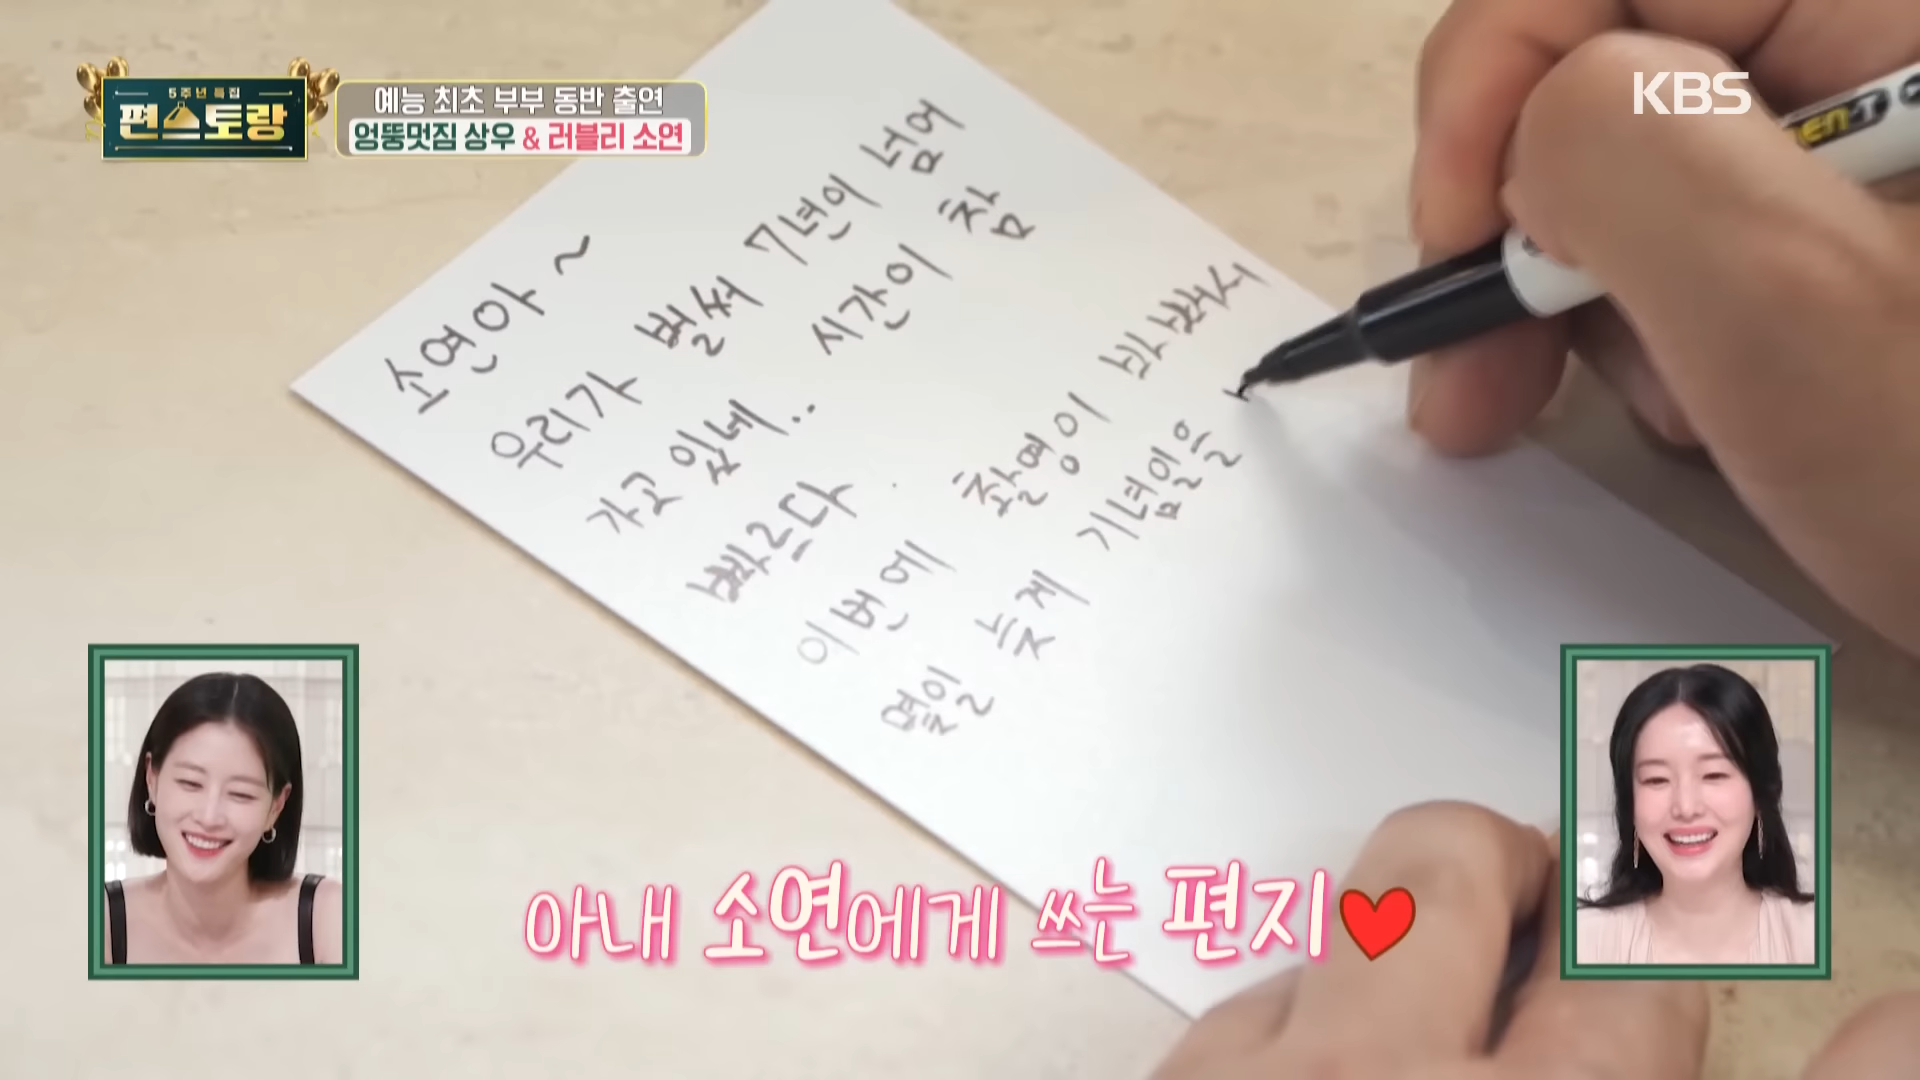 5주년 특집
편스토랑
예능 최초 부부 동반 출연
엉뚱멋짐 상우 & 러블리 소연
KBS
소연아 ~
우리가 벌써 7년이 넘어
가고 있네.. 시간이 참
빠르다.
이번에 촬영이 바빠서
몇일 늦게 기념일을
아내 소연에게 쓰는 편지